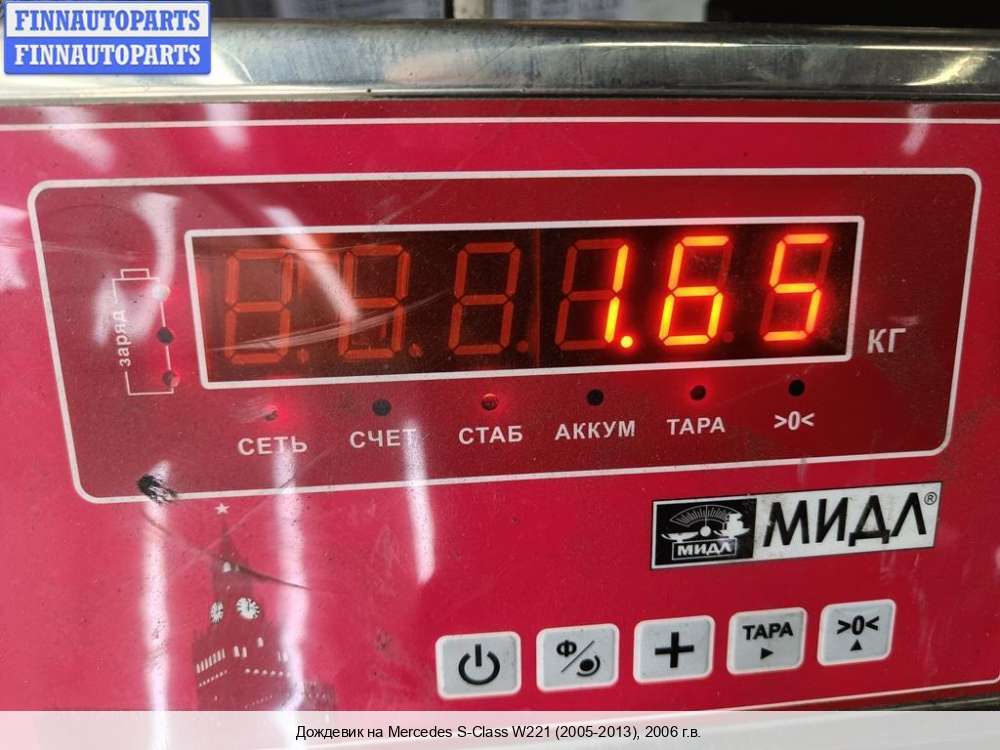 FINNAUTOPARTS
FINNAUTOPARTS
заряд
1.65
КГ
СЕТЬ СЧЕТ СТАБ АККУМ ТАРА >0<
МИДЛ МИДЛ®
Ф/ + ТАРА >0<
Дождевик на Mercedes S-Class W221 (2005-2013), 2006 г.в.